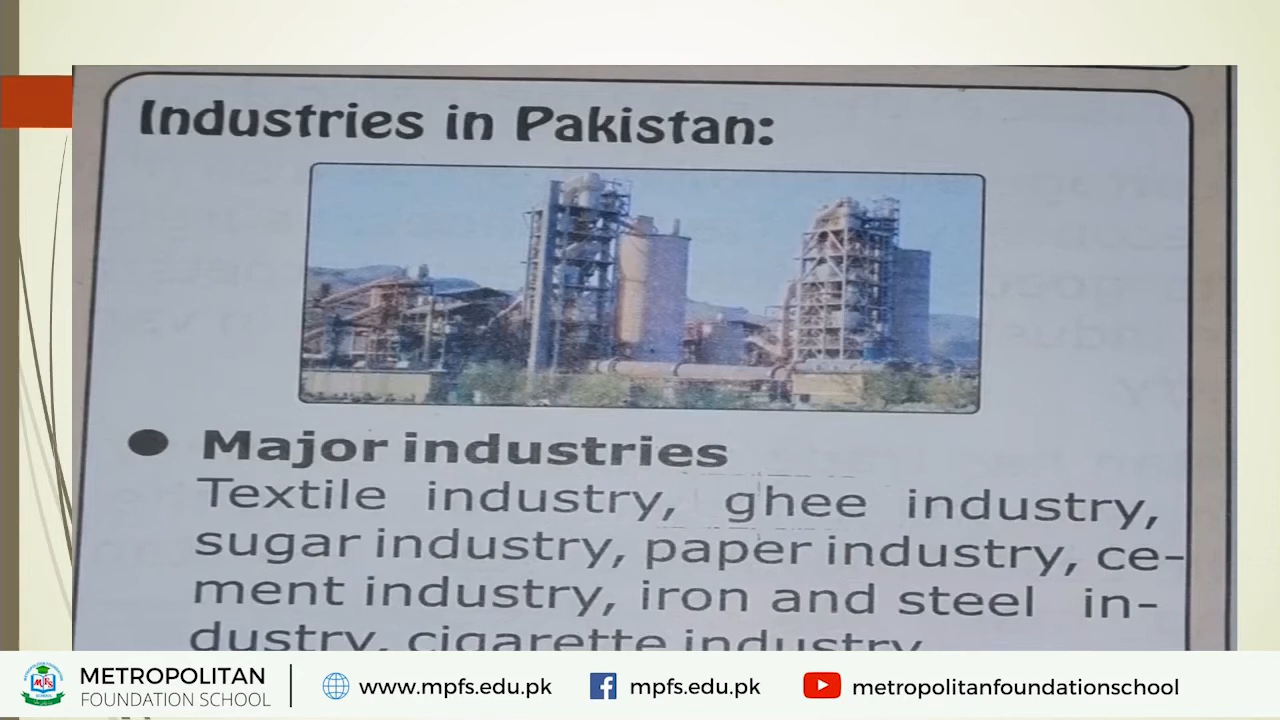 Industries in Pakistan:
Major industries
Textile industry, ghee industry,
sugar industry, paper industry, ce-
ment industry, iron and steel in-
dustry, cigarette industry
METROPOLITAN
FOUNDATION SCHOOL
www.mpfs.edu.pk
mpfs.edu.pk
metropolitanfoundationschool